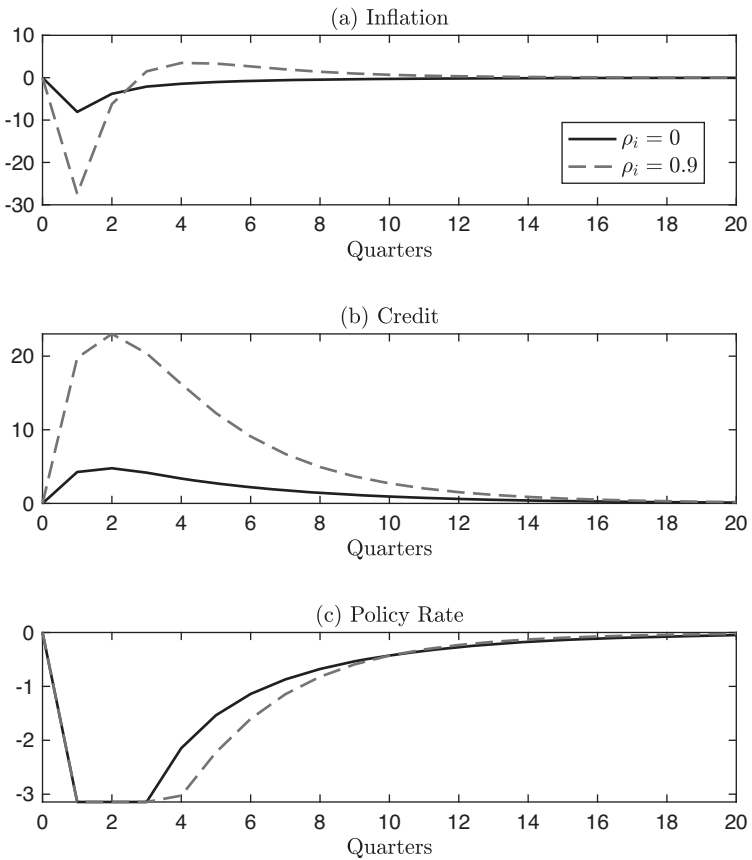 (a) Inflation
10
0
-10
-20
-30
ρi = 0
ρi = 0.9
0 2 4 6 8 10 12 14 16 18 20
Quarters
(b) Credit
20
10
0
0 2 4 6 8 10 12 14 16 18 20
Quarters
(c) Policy Rate
0
-1
-2
-3
0 2 4 6 8 10 12 14 16 18 20
Quarters